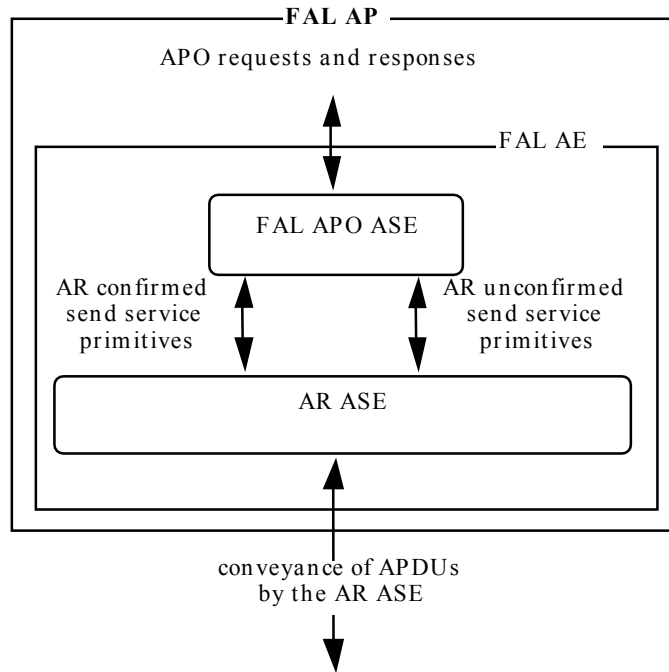 FAL AP
APO requests and responses
FAL AE
FAL APO ASE
AR confirmed
send service
primitives
AR unconfirmed
send service
primitives
AR ASE
conveyance of APDUs
by the AR ASE